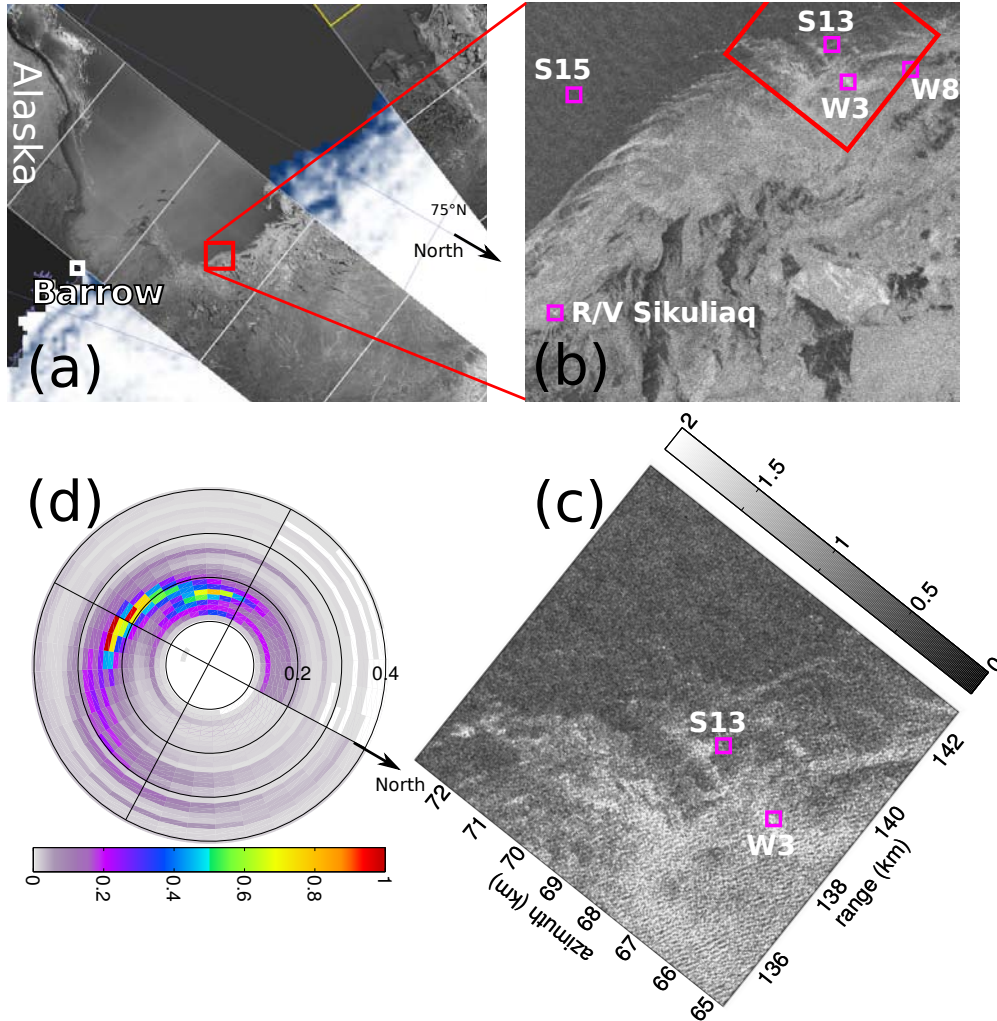 Alaska
75°N
North
Barrow
(a)
S13
S15
W3
W8
R/V Sikuliaq
(b)
(d)
0.2
0.4
North
0
0.2
0.4
0.6
0.8
1
(c)
2
1.5
1
0.5
0
S13
W3
72
71
70
69
68
67
66
65
azimuth (km)
142
140
138
136
range (km)